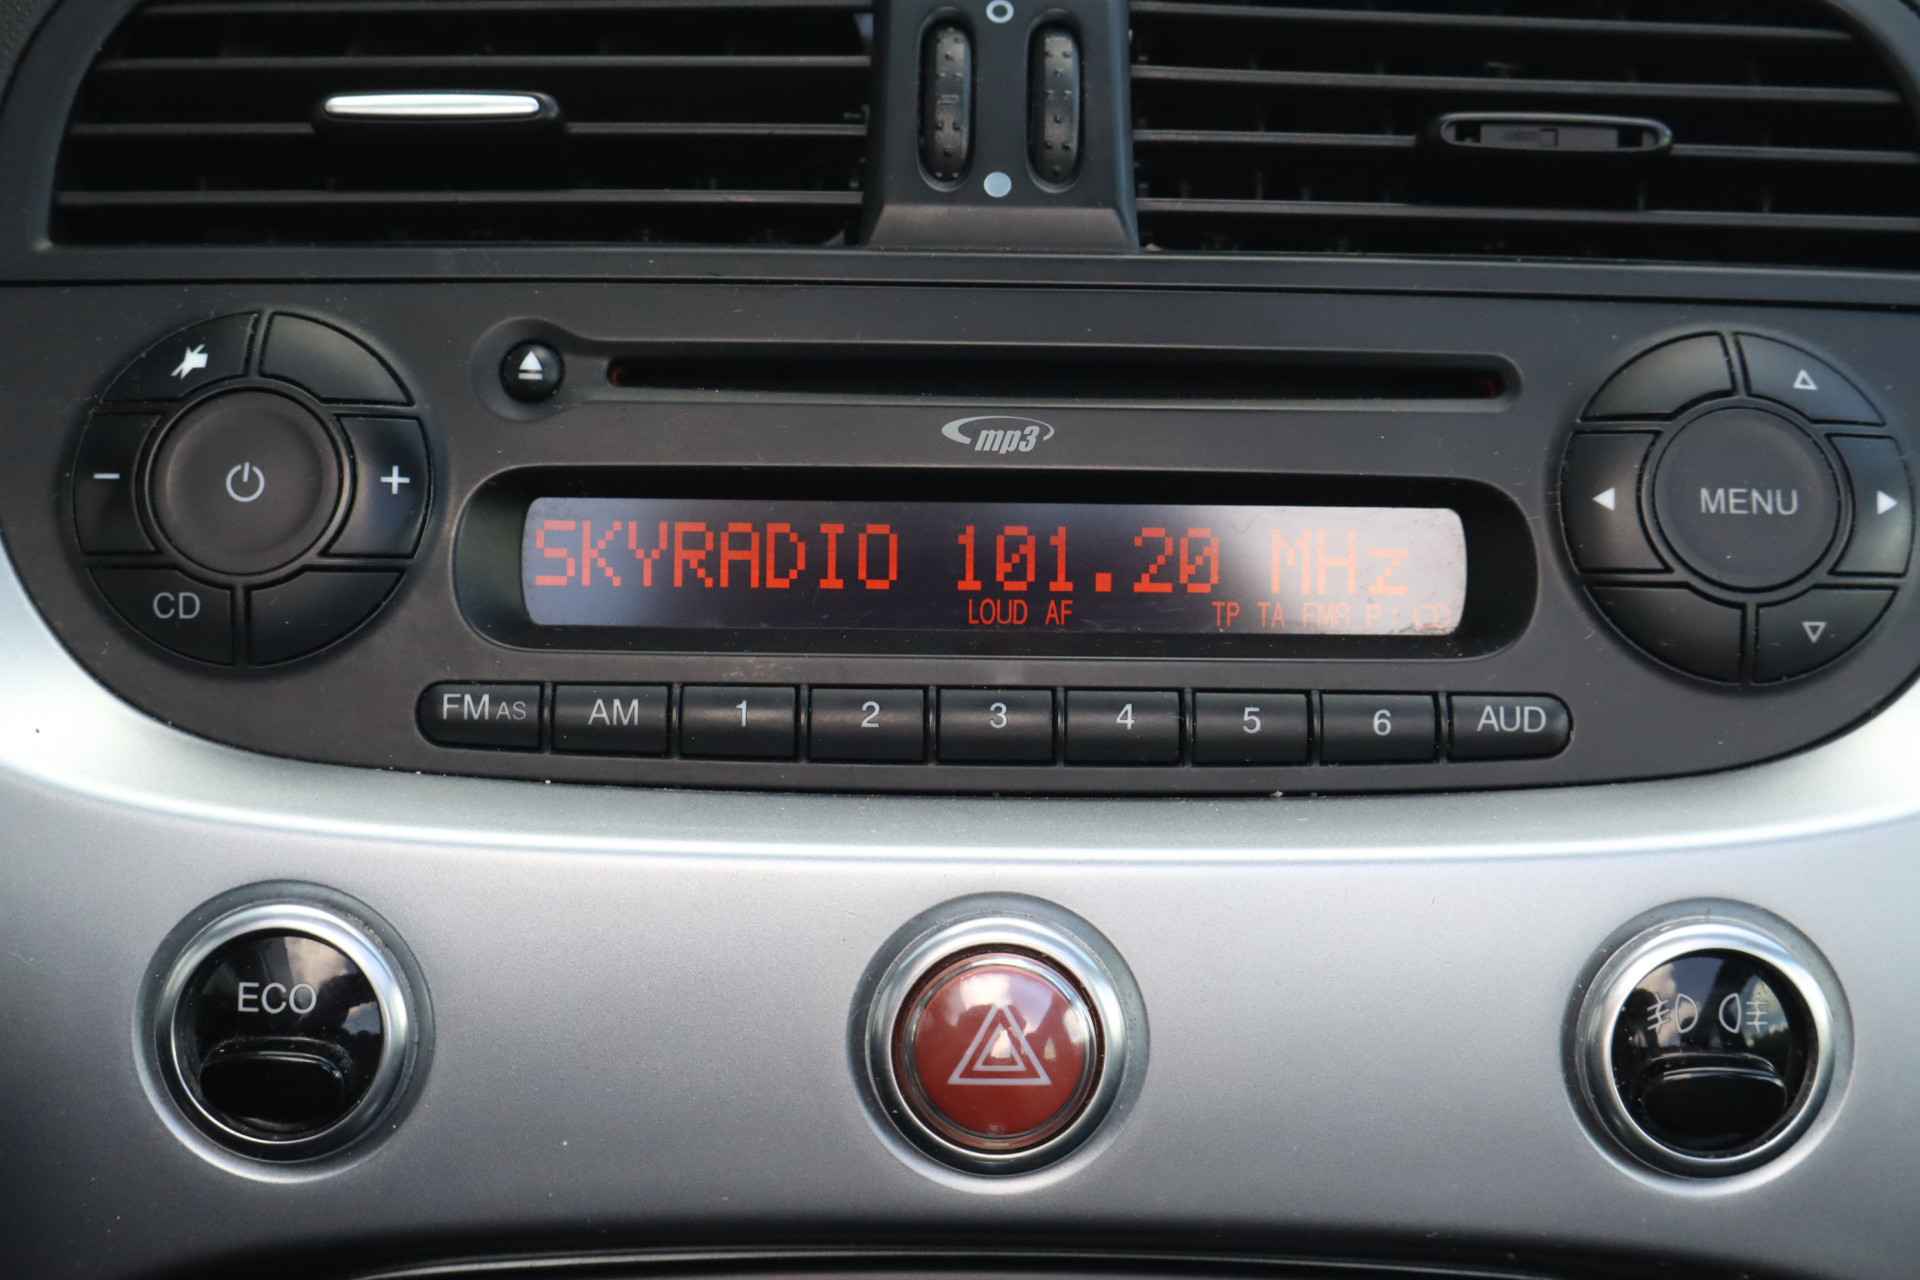 mp3
SKYRADIO 101.20 MHz
LOUD AF TP TA
MENU
CD
FM AS AM 1 2 3 4 5 6 AUD
ECO